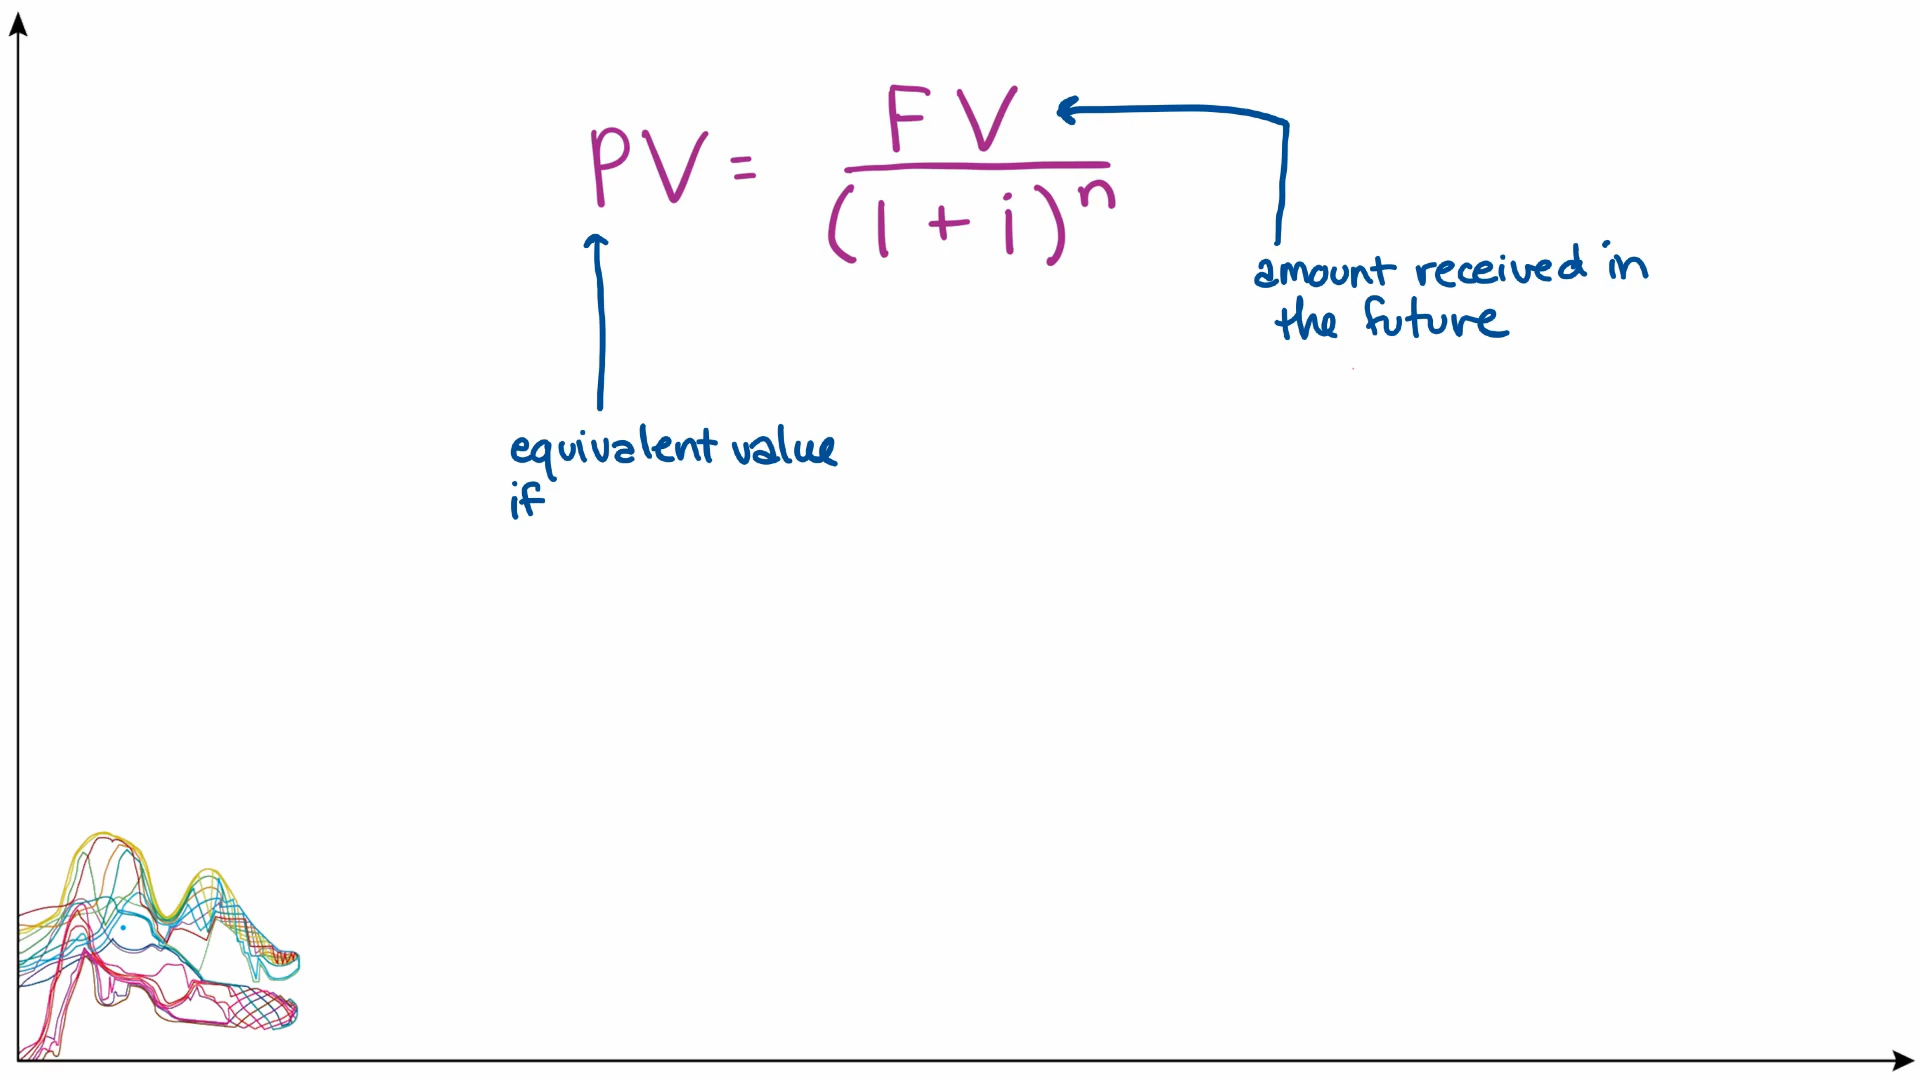 PV = FV / (1 + i)^n
amount received in
the future
equivalent value
if